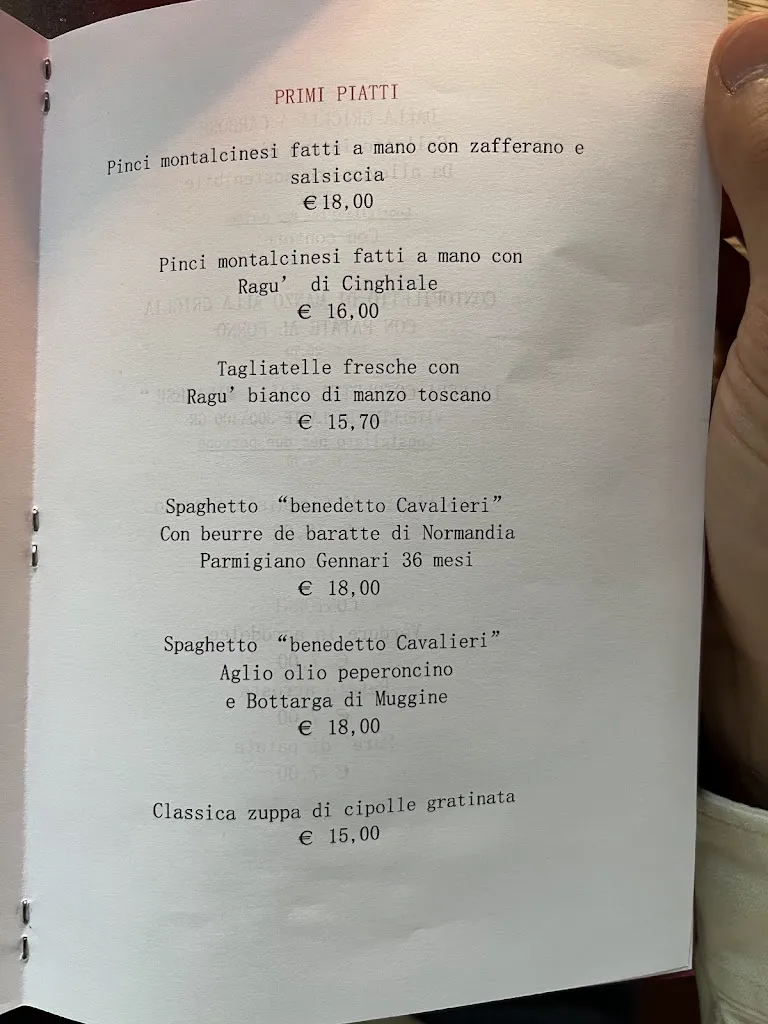 PRIMI PIATTI
Pinci montalcinesi fatti a mano con zafferano e
salsiccia
€18,00
Pinci montalcinesi fatti a mano con
Ragu’ di Cinghiale
€ 16,00
Tagliatelle fresche con
Ragu’ bianco di manzo toscano
€ 15,70
Spaghetto “benedetto Cavalieri”
Con beurre de baratte di Normandia
Parmigiano Gennari 36 mesi
€ 18,00
Spaghetto “benedetto Cavalieri”
Aglio olio peperoncino
e Bottarga di Muggine
€ 18,00
Classica zuppa di cipolle gratinata
€ 15,00